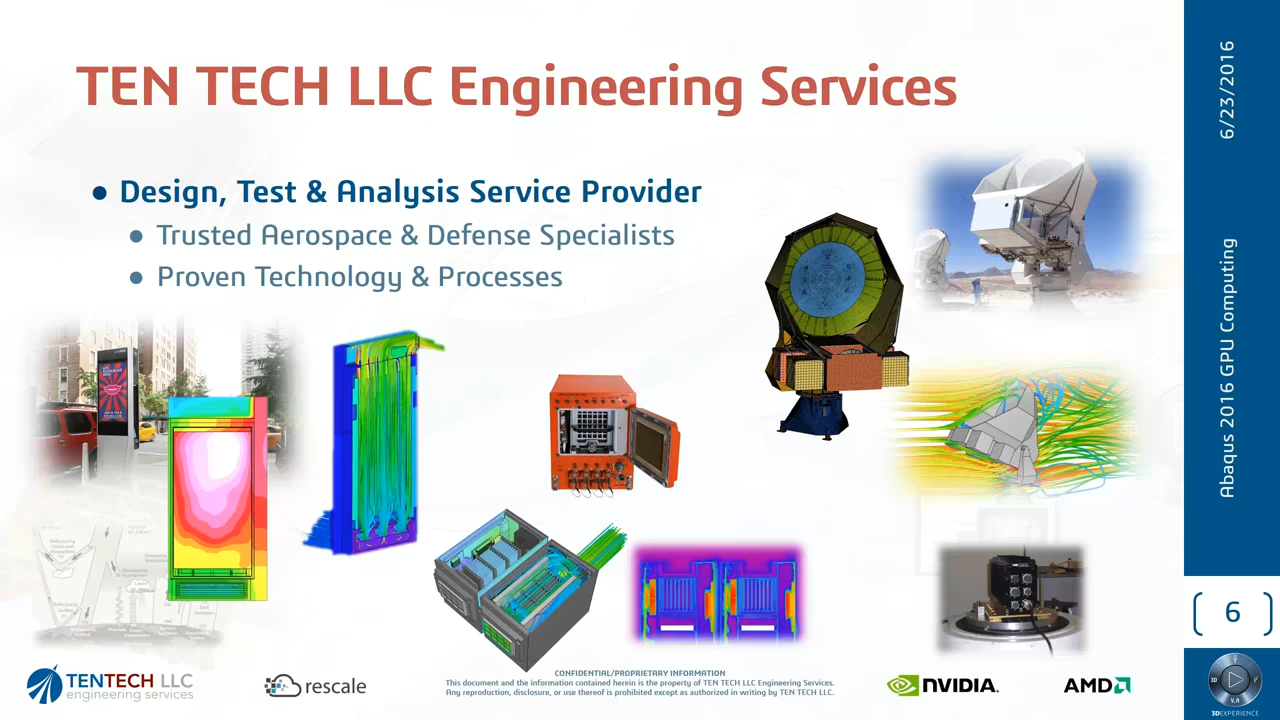 TEN TECH LLC Engineering Services
● Design, Test & Analysis Service Provider
● Trusted Aerospace & Defense Specialists
● Proven Technology & Processes
6/23/2016
Abaqus 2016 GPU Computing
6
TENTECH LLC
engineering services
rescale
CONFIDENTIAL/PROPRIETARY INFORMATION
This document and the information contained herein is the property of TEN TECH LLC Engineering Services.
Any reproduction, disclosure, or use thereof is prohibited except as authorized in writing by TEN TECH LLC.
NVIDIA.
AMD
3D
V,R
3DEXPERIENCE